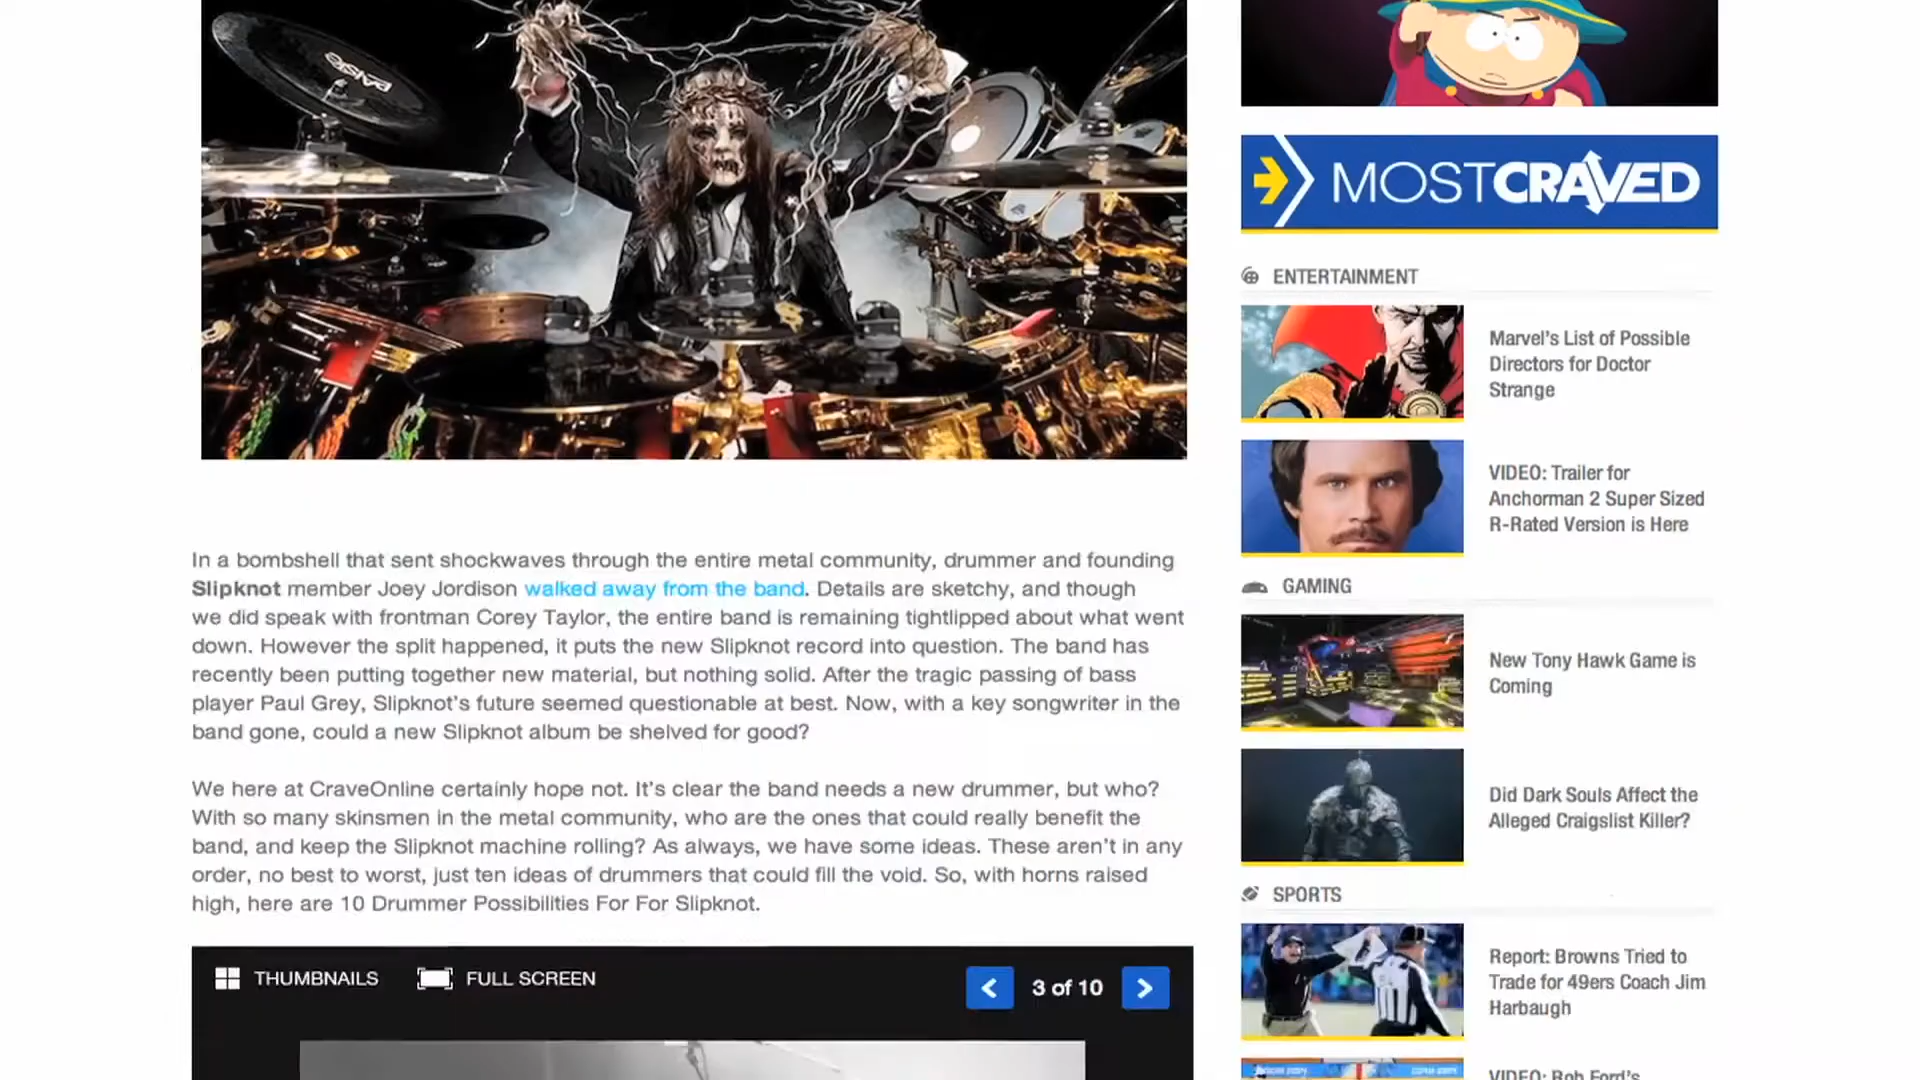 PAISTE
MOSTCRAVED
ENTERTAINMENT
Marvel's List of Possible
Directors for Doctor
Strange
VIDEO: Trailer for
Anchorman 2 Super Sized
R-Rated Version is Here
GAMING
New Tony Hawk Game is
Coming
Did Dark Souls Affect the
Alleged Craigslist Killer?
SPORTS
Report: Browns Tried to
Trade for 49ers Coach Jim
Harbaugh
VIDEO: Rob Ford's
In a bombshell that sent shockwaves through the entire metal community, drummer and founding
Slipknot member Joey Jordison walked away from the band. Details are sketchy, and though
we did speak with frontman Corey Taylor, the entire band is remaining tightlipped about what went
down. However the split happened, it puts the new Slipknot record into question. The band has
recently been putting together new material, but nothing solid. After the tragic passing of bass
player Paul Grey, Slipknot's future seemed questionable at best. Now, with a key songwriter in the
band gone, could a new Slipknot album be shelved for good?
We here at CraveOnline certainly hope not. It's clear the band needs a new drummer, but who?
With so many skinsmen in the metal community, who are the ones that could really benefit the
band, and keep the Slipknot machine rolling? As always, we have some ideas. These aren't in any
order, no best to worst, just ten ideas of drummers that could fill the void. So, with horns raised
high, here are 10 Drummer Possibilities For For Slipknot.
THUMBNAILS FULL SCREEN 3 of 10